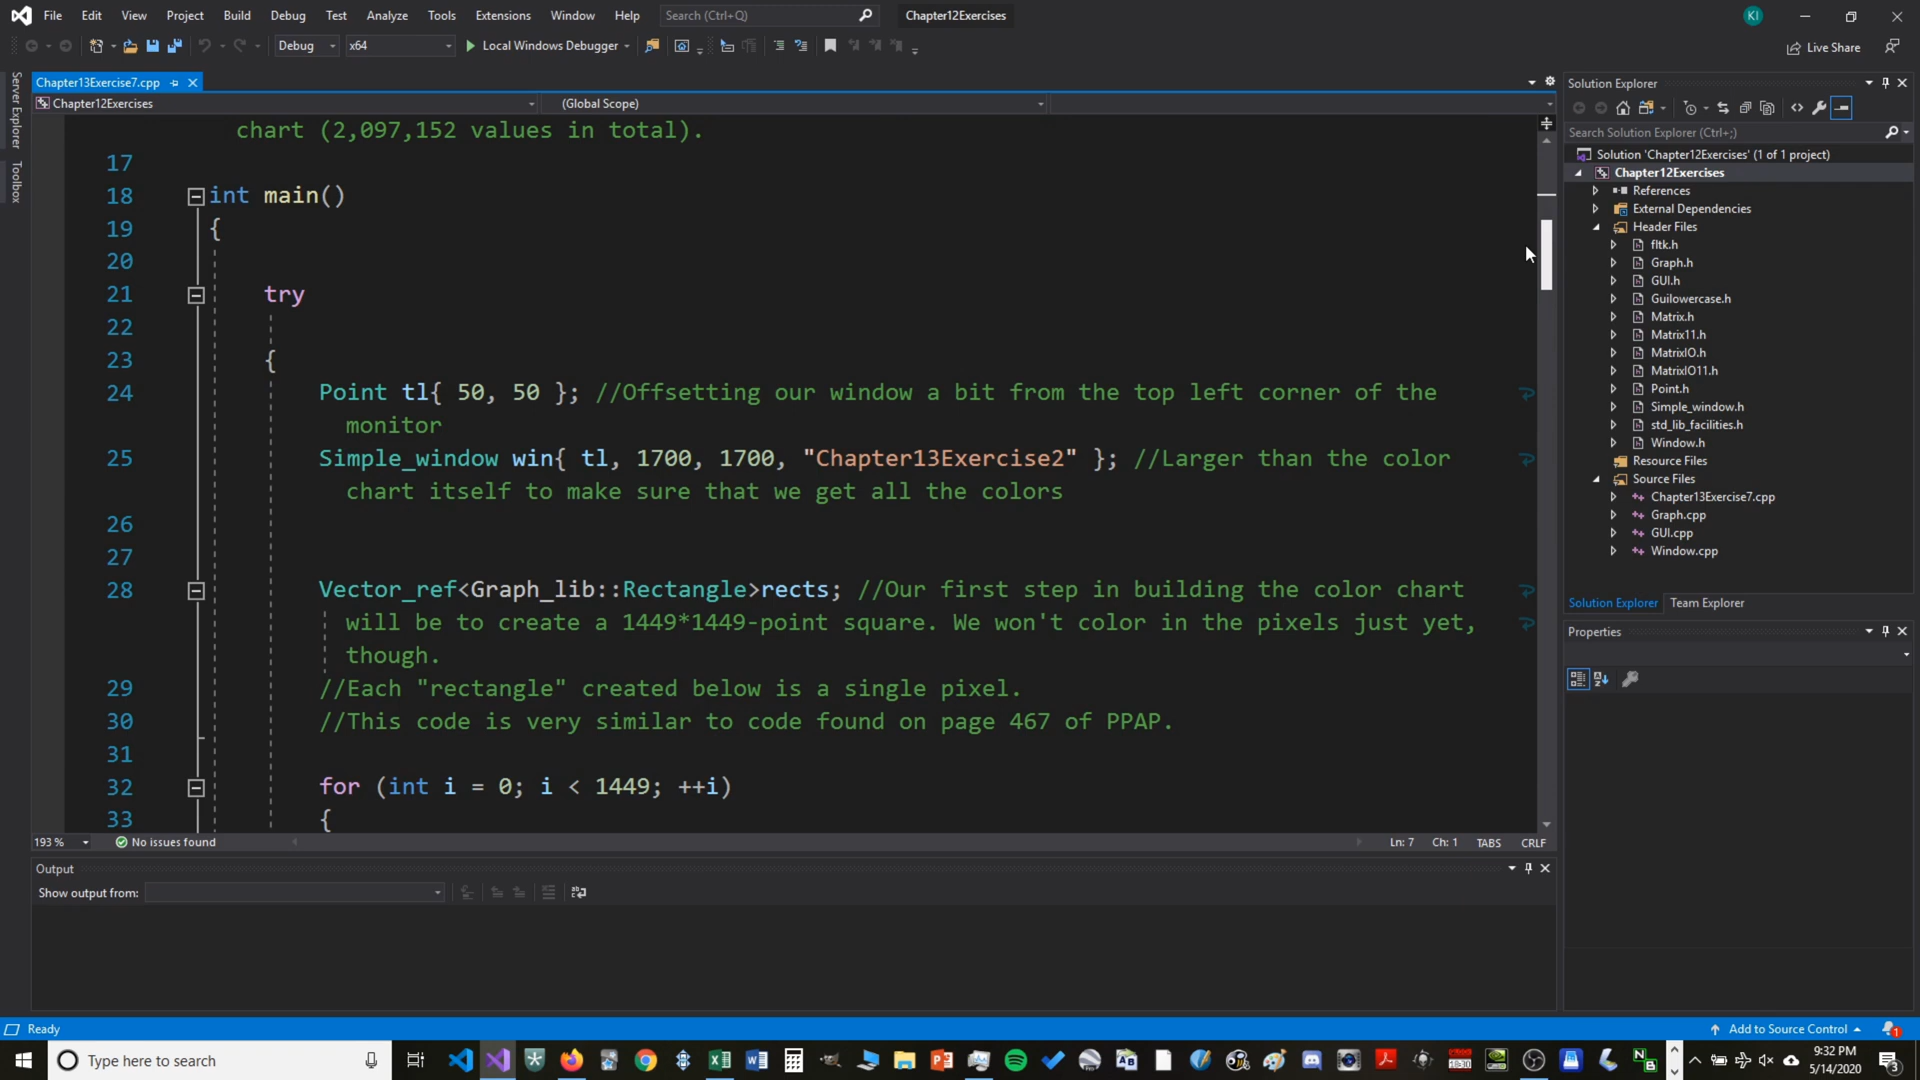 File Edit View Project Build Debug Test Analyze Tools Extensions Window Help Search (Ctrl+Q) Chapter12Exercises KI
Debug x64 Local Windows Debugger Live Share
Server Explorer
Toolbox
Chapter13Exercise7.cpp
Chapter12Exercises (Global Scope)
chart (2,097,152 values in total).
17
18 int main()
19 {
20
21 try
22
23 {
24 Point tl{ 50, 50 }; //Offsetting our window a bit from the top left corner of the
monitor
25 Simple_window win{ tl, 1700, 1700, "Chapter13Exercise2" }; //Larger than the color
chart itself to make sure that we get all the colors
26
27
28 Vector_ref<Graph_lib::Rectangle>rects; //Our first step in building the color chart
will be to create a 1449*1449-point square. We won't color in the pixels just yet,
though.
29 //Each "rectangle" created below is a single pixel.
30 //This code is very similar to code found on page 467 of PPAP.
31
32 for (int i = 0; i < 1449; ++i)
33 {
193 % No issues found Ln: 7 Ch: 1 TABS CRLF
Output
Show output from:
Solution Explorer
Search Solution Explorer (Ctrl+;)
Solution 'Chapter12Exercises' (1 of 1 project)
Chapter12Exercises
References
External Dependencies
Header Files
fltk.h
Graph.h
GUI.h
Guilowercase.h
Matrix.h
Matrix11.h
MatrixIO.h
MatrixIO11.h
Point.h
Simple_window.h
std_lib_facilities.h
Window.h
Resource Files
Source Files
Chapter13Exercise7.cpp
Graph.cpp
GUI.cpp
Window.cpp
Solution Explorer Team Explorer
Properties
Ready Add to Source Control 1
Type here to search
9:32 PM
5/14/2020
3